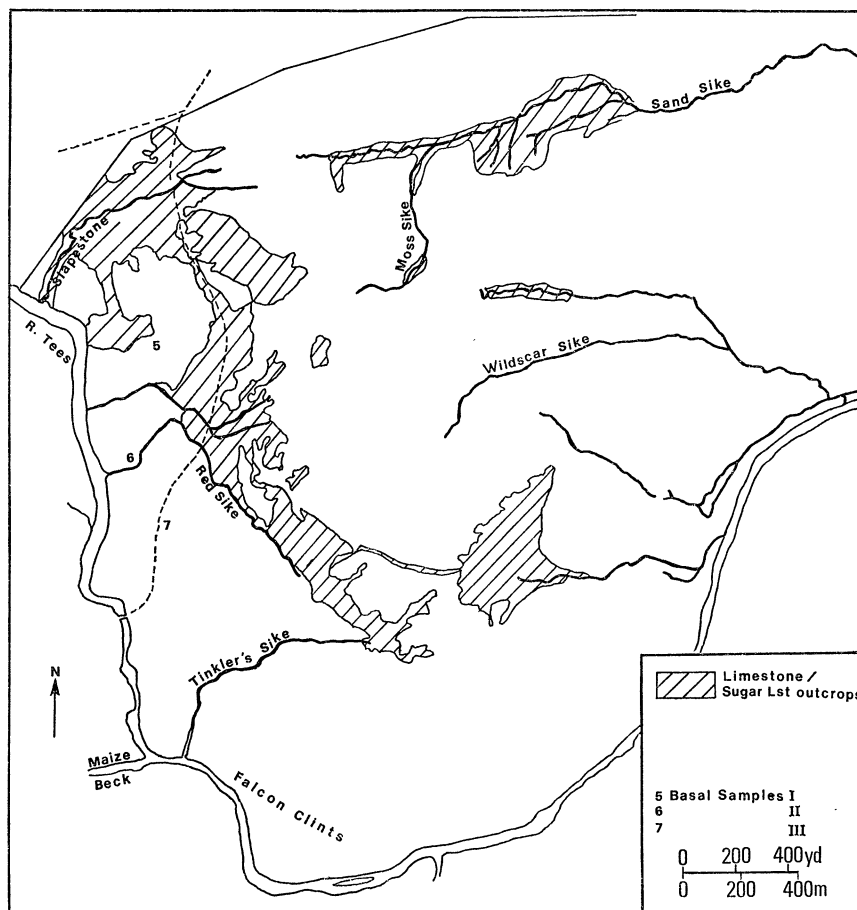 Sand Sike
Moss Sike
Slapestone
R. Tees
5
Wildscar Sike
6
Red Sike
7
Tinkler's Sike
N
Maize
Beck
Falcon Clints
Limestone /
Sugar Lst outcrops
5 Basal Samples I
6 II
7 III
0 200 400yd
0 200 400m